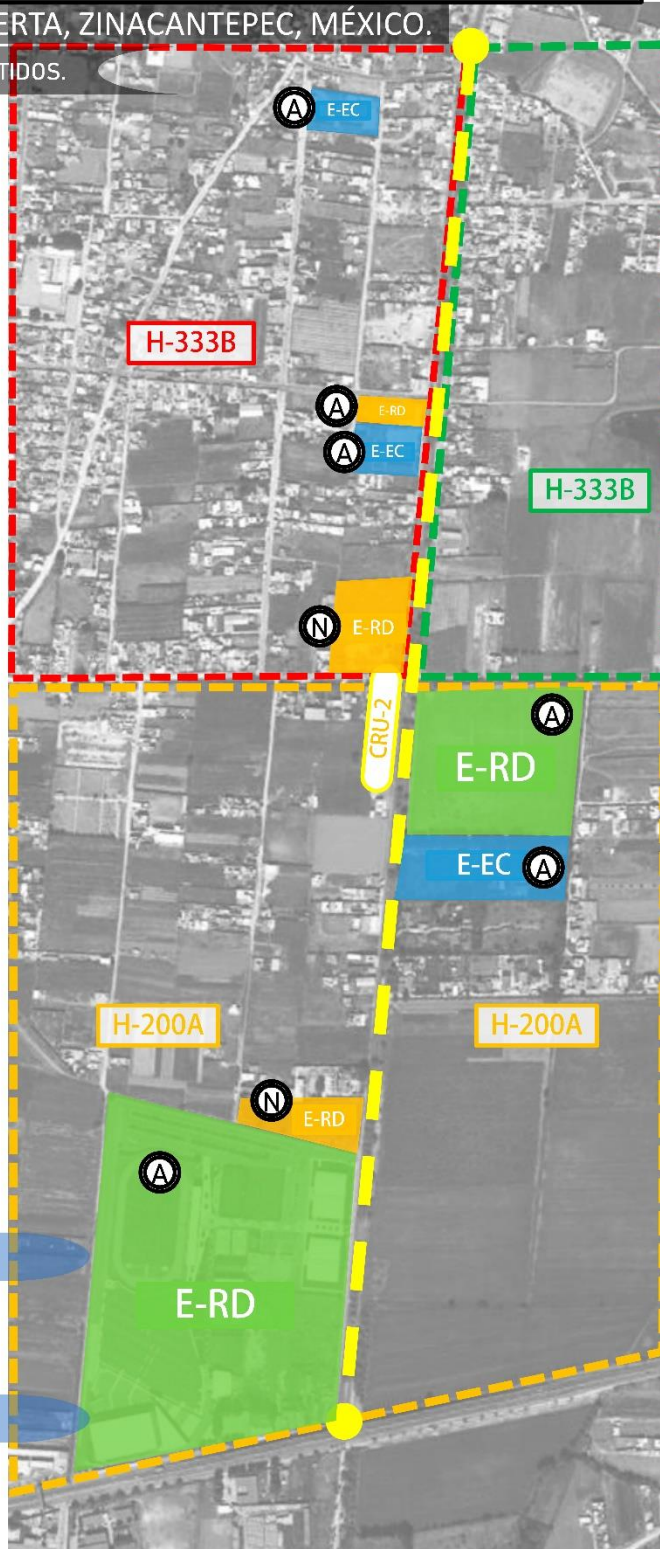 ERTA, ZINACANTEPEC, MÉXICO.
TIDOS.
A E-EC
H-333B
A E-RD
A E-EC
H-333B
N E-RD
CRU-2
A
E-RD
E-EC A
H-200A
H-200A
N E-RD
A
E-RD